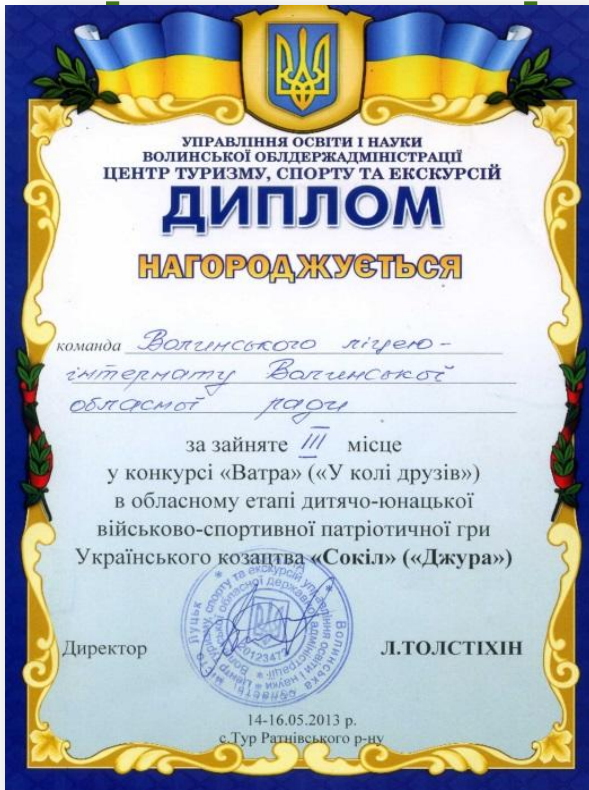 УПРАВЛІННЯ ОСВІТИ І НАУКИ
ВОЛИНСЬКОЇ ОБЛДЕРЖАДМІНІСТРАЦІЇ
ЦЕНТР ТУРИЗМУ, СПОРТУ ТА ЕКСКУРСІЙ
ДИПЛОМ
НАГОРОДЖУЄТЬСЯ
команда Волинського ліцею-
інтернату Волинської
обласної ради
за зайняте III місце
у конкурсі «Ватра» («У колі друзів»)
в обласному етапі дитячо-юнацької
військово-спортивної патріотичної гри
Українського козацтва «Сокіл» («Джура»)
Директор Л.ТОЛСТІХІН
14-16.05.2013 р.
с.Тур Ратнівського р-ну